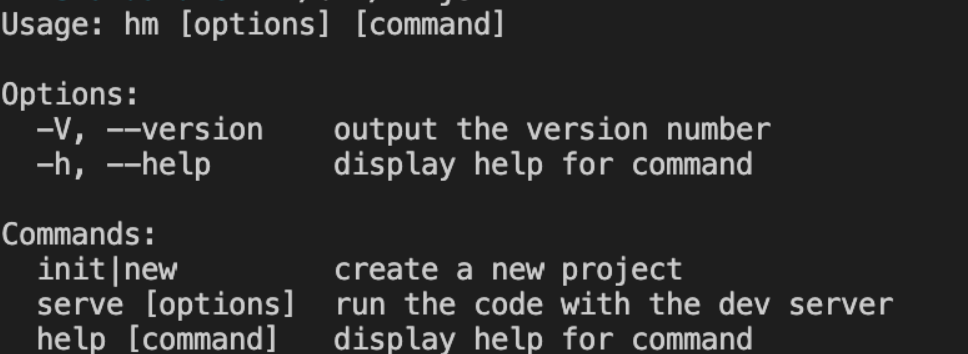 Usage: hm [options] [command]

Options:
  -V, --version    output the version number
  -h, --help       display help for command

Commands:
  init|new         create a new project
  serve [options]  run the code with the dev server
  help [command]   display help for command